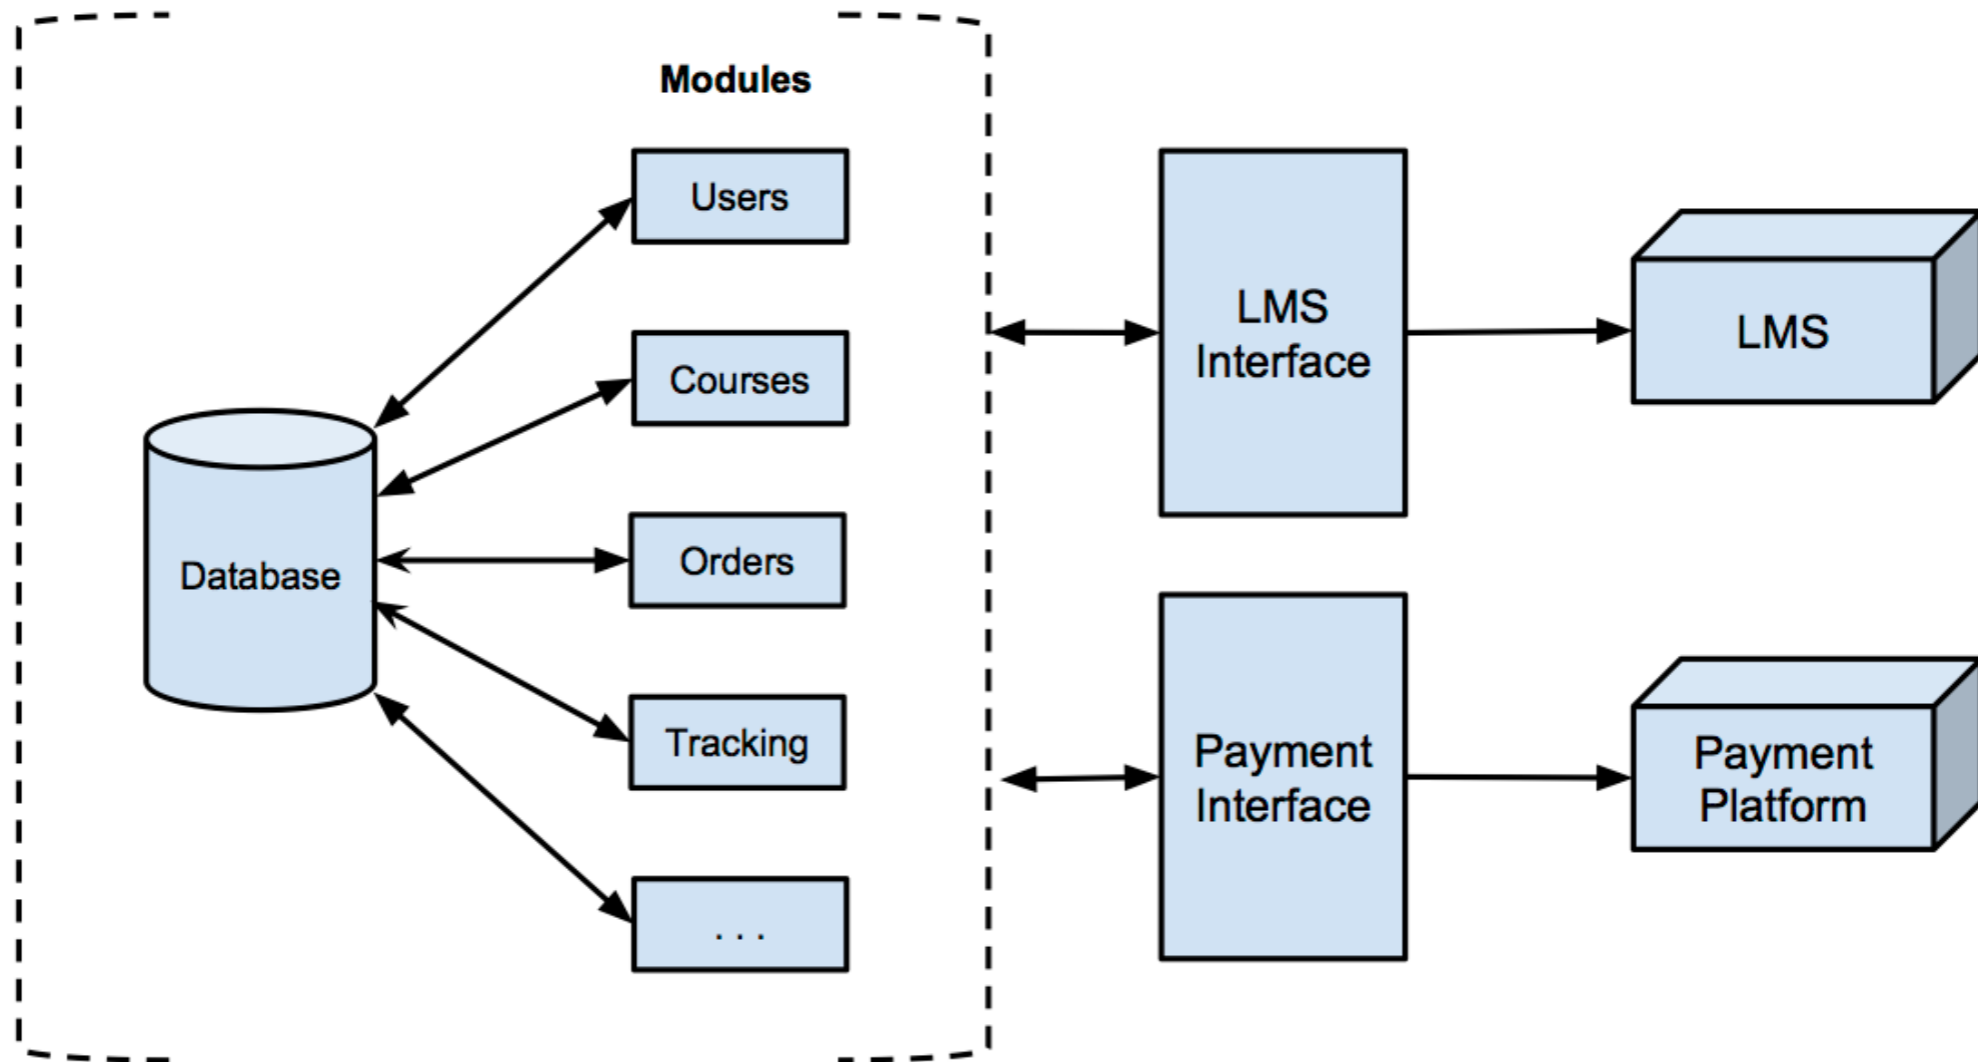 Modules
Users
Courses
Orders
Tracking
. . .
Database
LMS
Interface
LMS
Payment
Interface
Payment
Platform